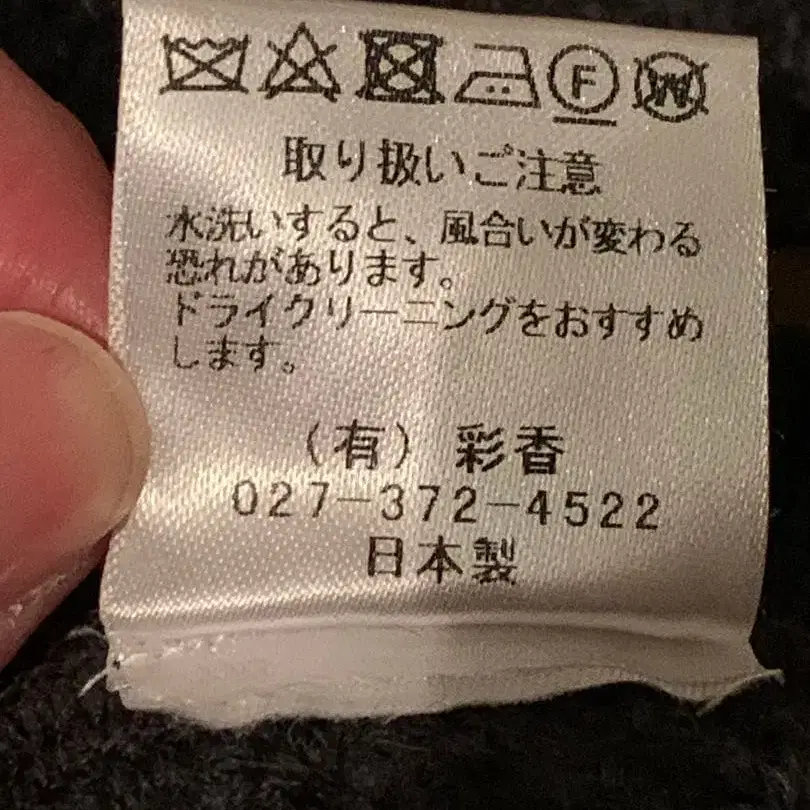 F W
取り扱いご注意
水洗いすると、風合いが変わる
恐れがあります。
ドライクリーニングをおすすめ
します。
（有）彩香
027-372-4522
日本製